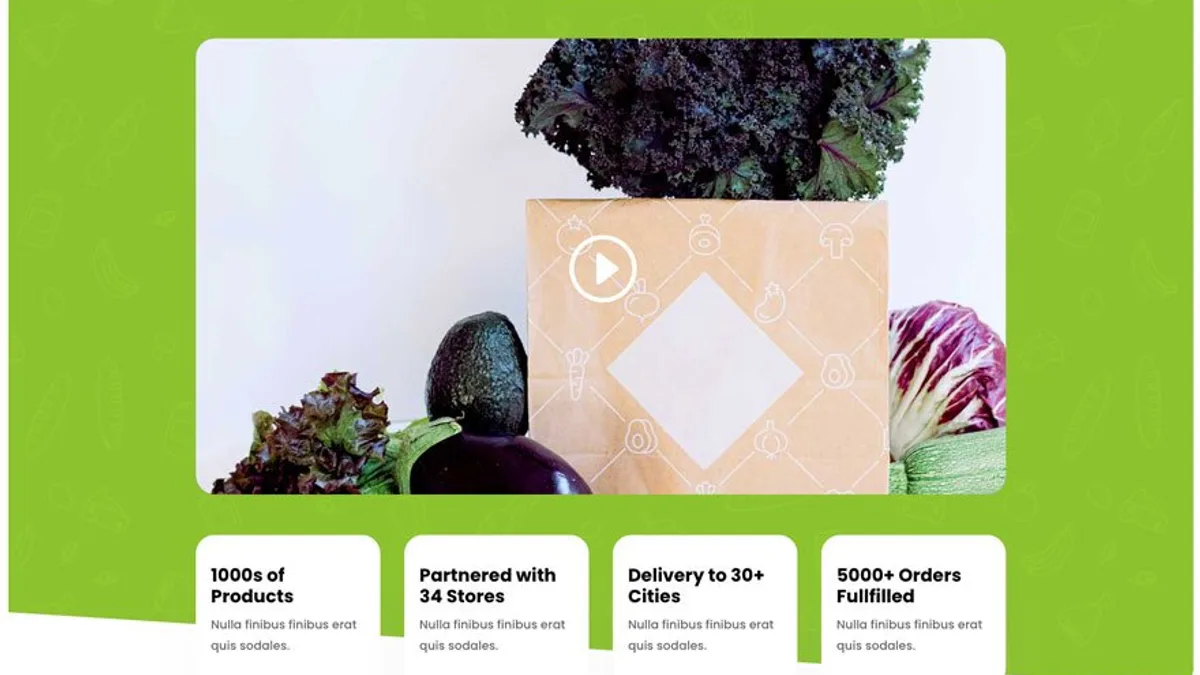 1000s of
Products
Nulla finibus finibus erat
quis sodales.
Partnered with
34 Stores
Nulla finibus finibus erat
quis sodales.
Delivery to 30+
Cities
Nulla finibus finibus erat
quis sodales.
5000+ Orders
Fullfilled
Nulla finibus finibus erat
quis sodales.